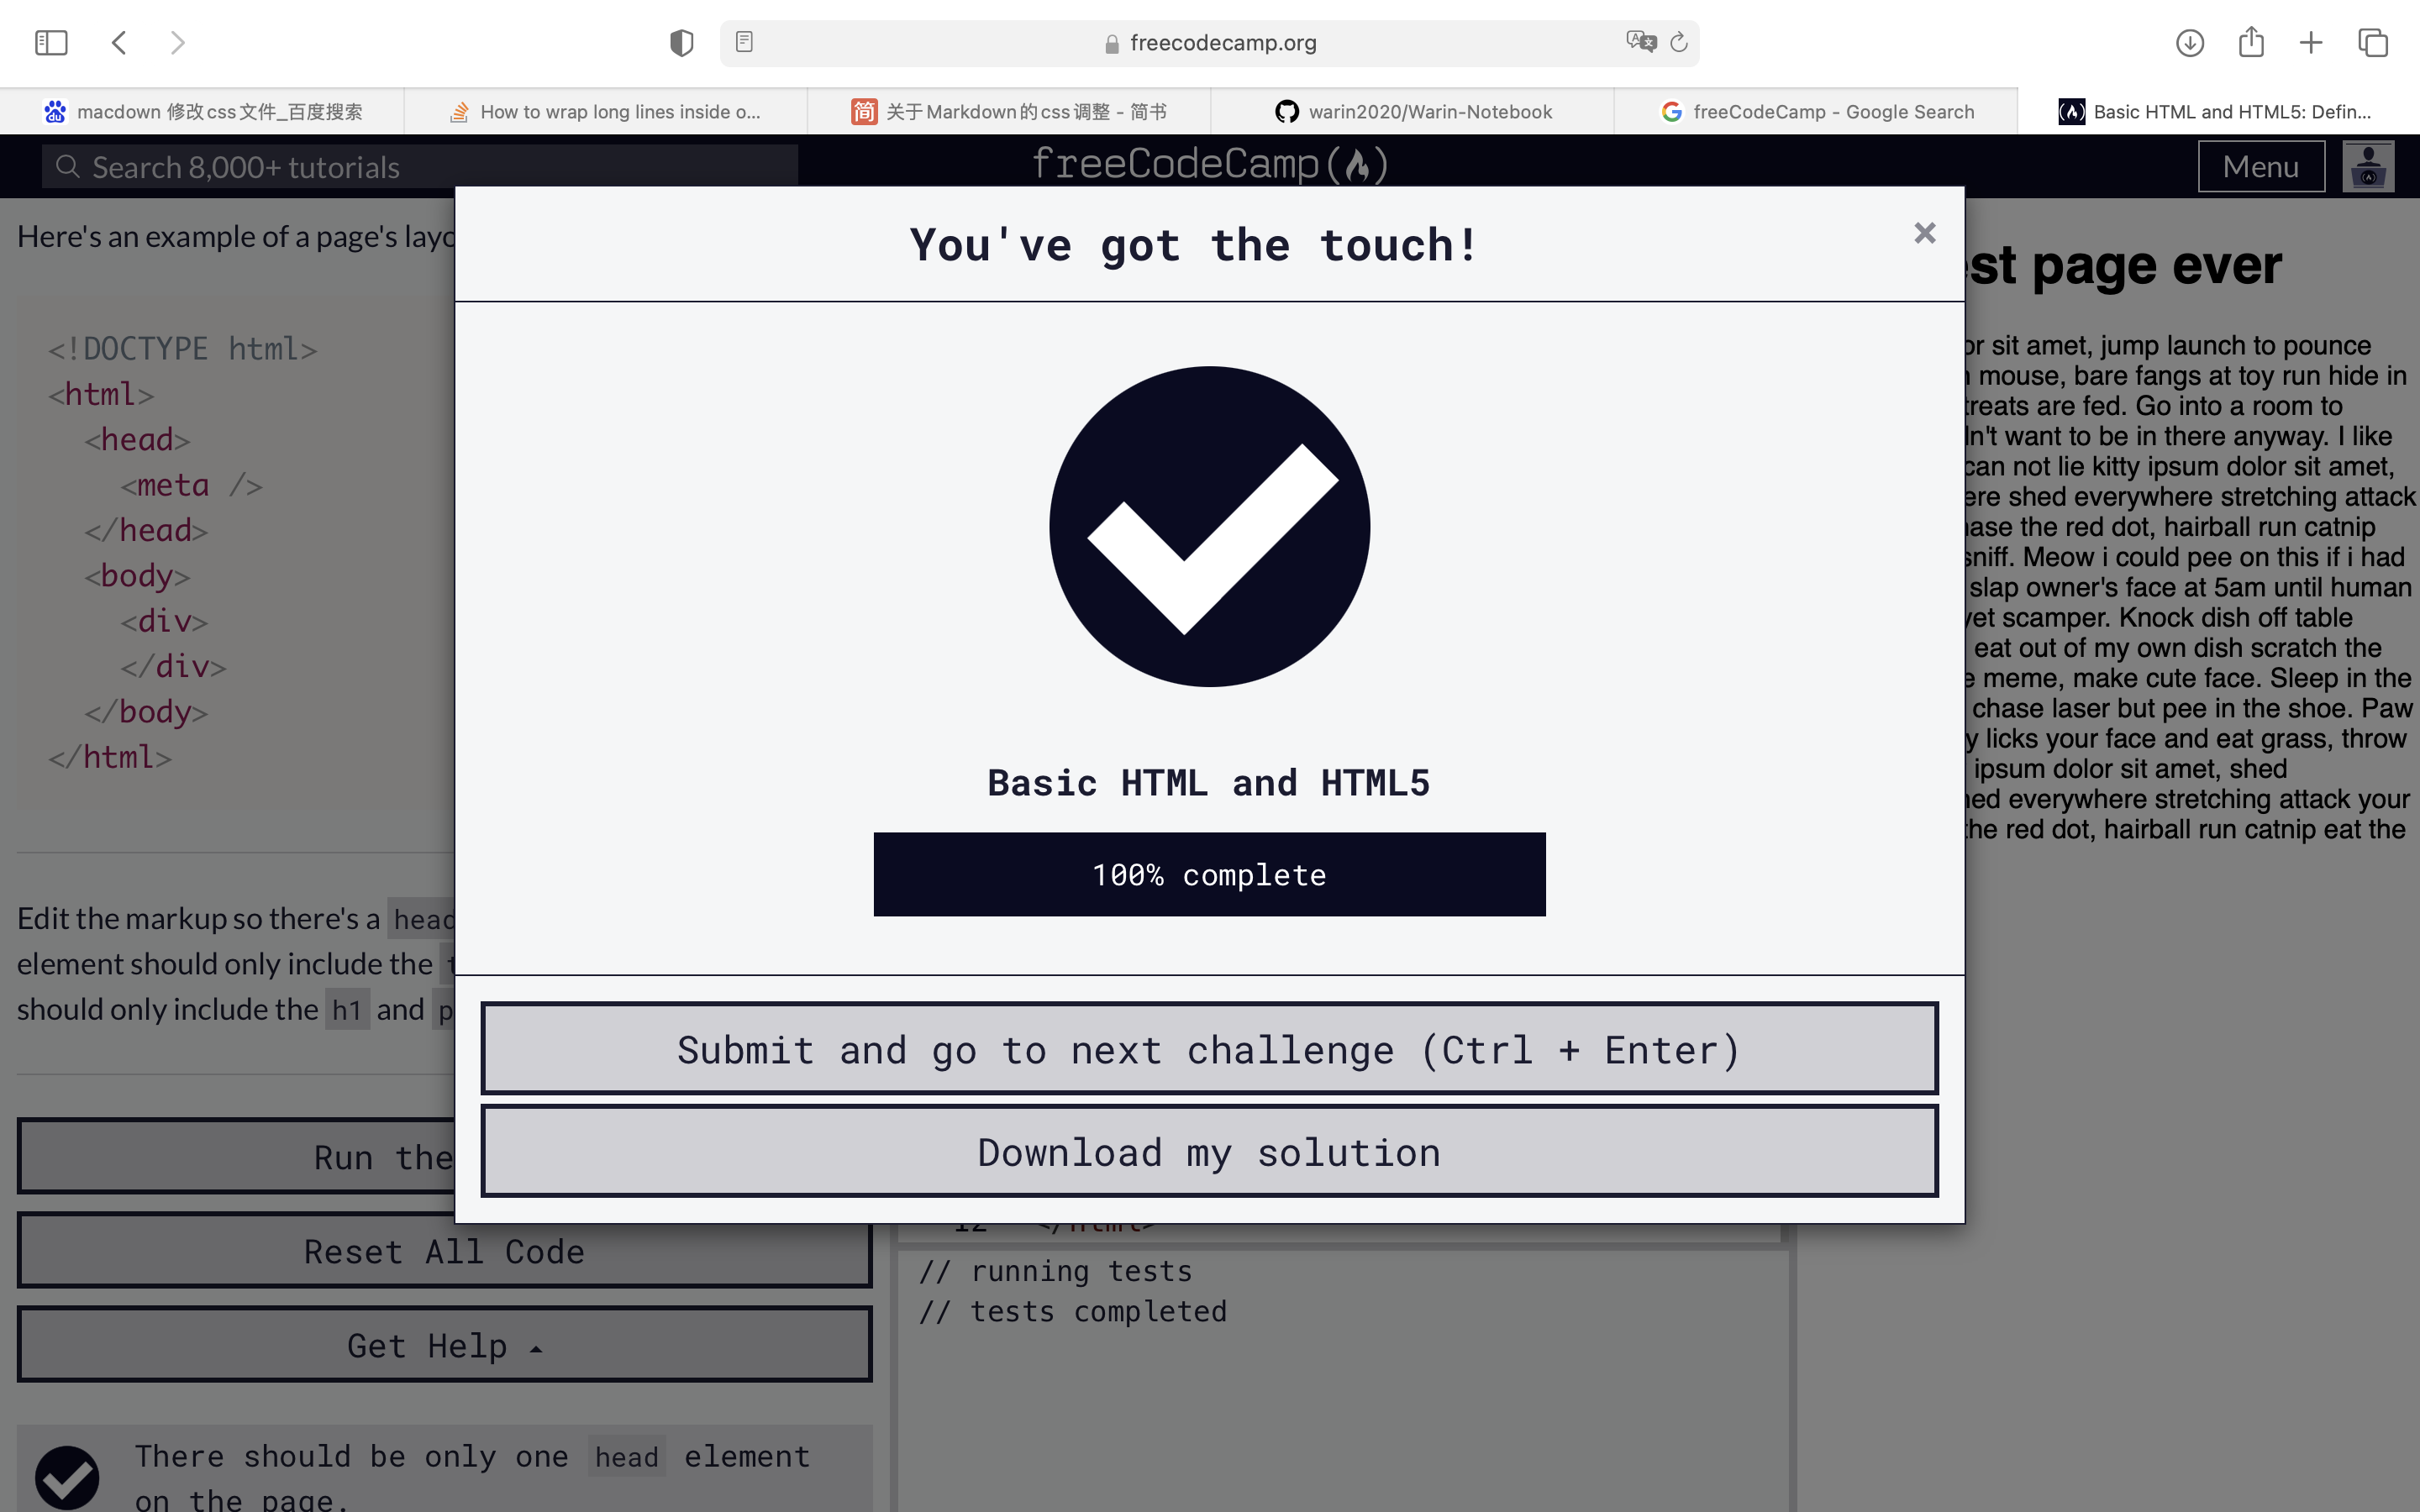 freecodecamp.org
macdown 修改css文件_百度搜索
How to wrap long lines inside o...
简 关于Markdown的css调整 - 简书
warin2020/Warin-Notebook
freeCodeCamp - Google Search
Basic HTML and HTML5: Defin...
Search 8,000+ tutorials
freeCodeCamp
Menu
Here's an example of a page's
<!DOCTYPE html>
<html>
<head>
<meta />
</head>
<body>
<div>
</div>
</body>
</html>
Edit the markup so there's a head
element should only include the
should only include the h1 and p
Run the
Reset All Code
Get Help
There should be only one head element
on the page.
You've got the touch!
×
Basic HTML and HTML5
100% complete
Submit and go to next challenge (Ctrl + Enter)
Download my solution
12 </html>
// running tests
// tests completed
page ever
sit amet, jump launch to pounce
mouse, bare fangs at toy run hide in
treats are fed. Go into a room to
want to be in there anyway. I like
can not lie kitty ipsum dolor sit amet,
shed everywhere stretching attack
the red dot, hairball run catnip
sniff. Meow i could pee on this if i had
slap owner's face at 5am until human
yet scamper. Knock dish off table
eat out of my own dish scratch the
meme, make cute face. Sleep in the
chase laser but pee in the shoe. Paw
licks your face and eat grass, throw
ipsum dolor sit amet, shed
everywhere stretching attack your
the red dot, hairball run catnip eat the